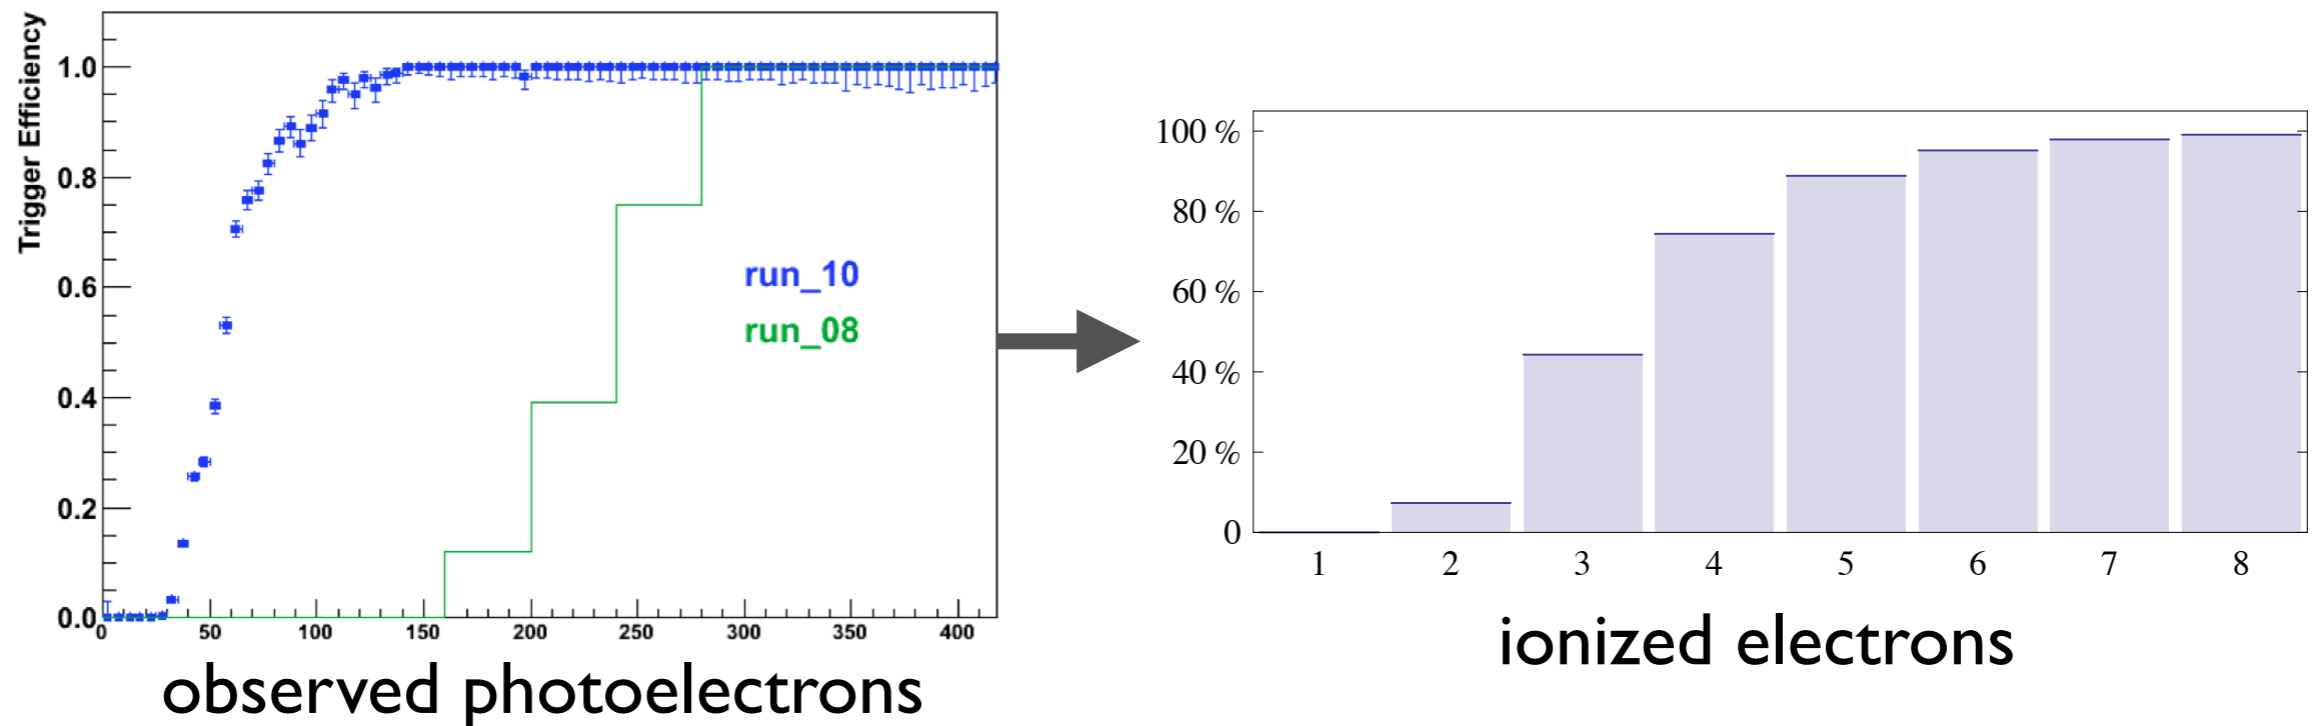 Trigger Efficiency
1.0
0.8
0.6
0.4
0.2
0.0
0 50 100 150 200 250 300 350 400
run_10
run_08
observed photoelectrons
100 %
80 %
60 %
40 %
20 %
0
1 2 3 4 5 6 7 8
ionized electrons